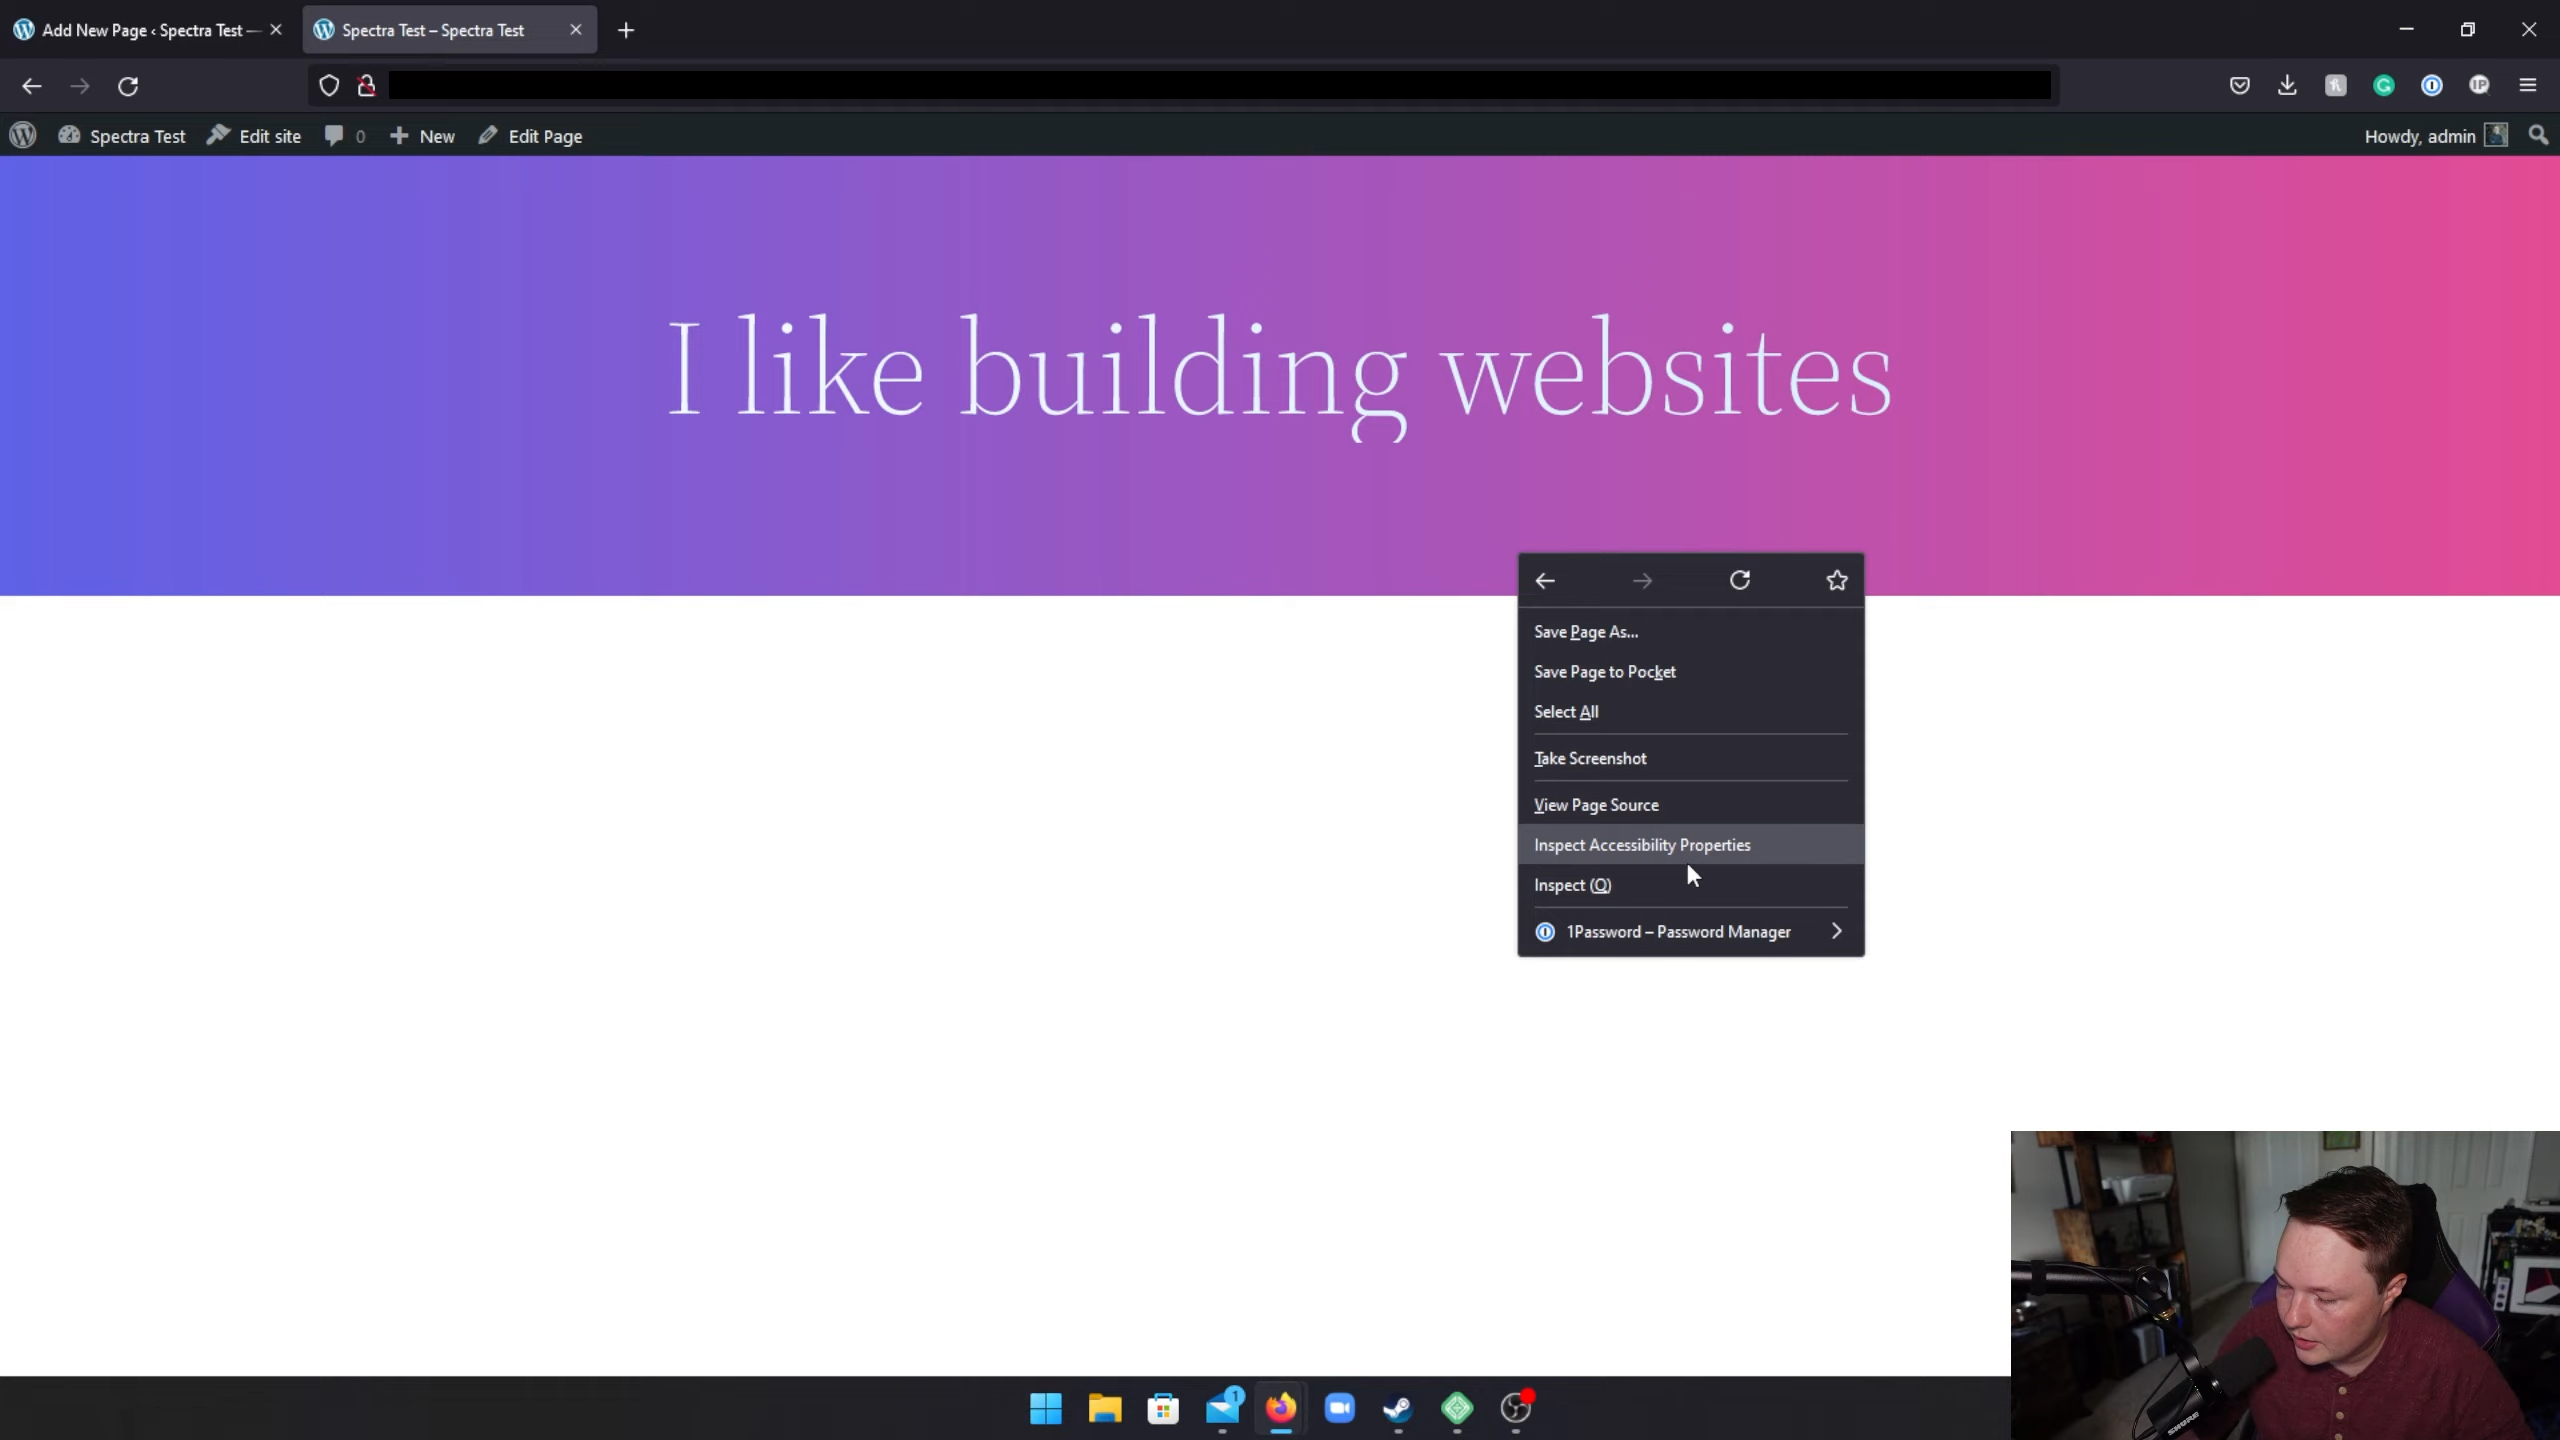 Add New Page ‹ Spectra Test —
Spectra Test – Spectra Test
Spectra Test
Edit site
0
New
Edit Page
Howdy, admin
I like building websites
Save Page As...
Save Page to Pocket
Select All
Take Screenshot
View Page Source
Inspect Accessibility Properties
Inspect (Q)
1Password – Password Manager
1
SHURE